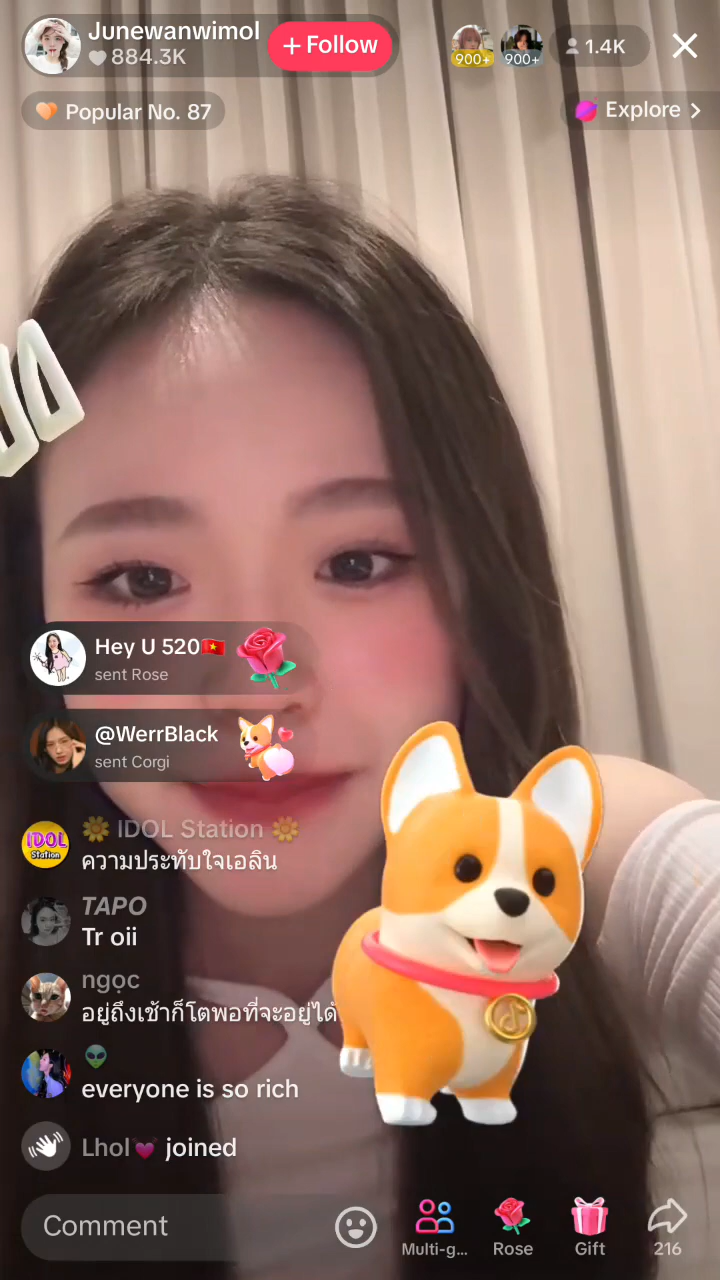 Junewanwimol
884.3K
+ Follow
900+
900+
1.4K
Popular No. 87
Explore >
Hey U 520🇻🇳
sent Rose
@WerrBlack
sent Corgi
IDOL Station
🌼 IDOL Station 🌼
ความประทับใจเอลิน
TAPO
Tr oii
ngọc
อยู่ถึงเช้าก็โตพอที่จะอยู่ได้
👽
everyone is so rich
Lhol💓 joined
Comment
Multi-g...
Rose
Gift
216